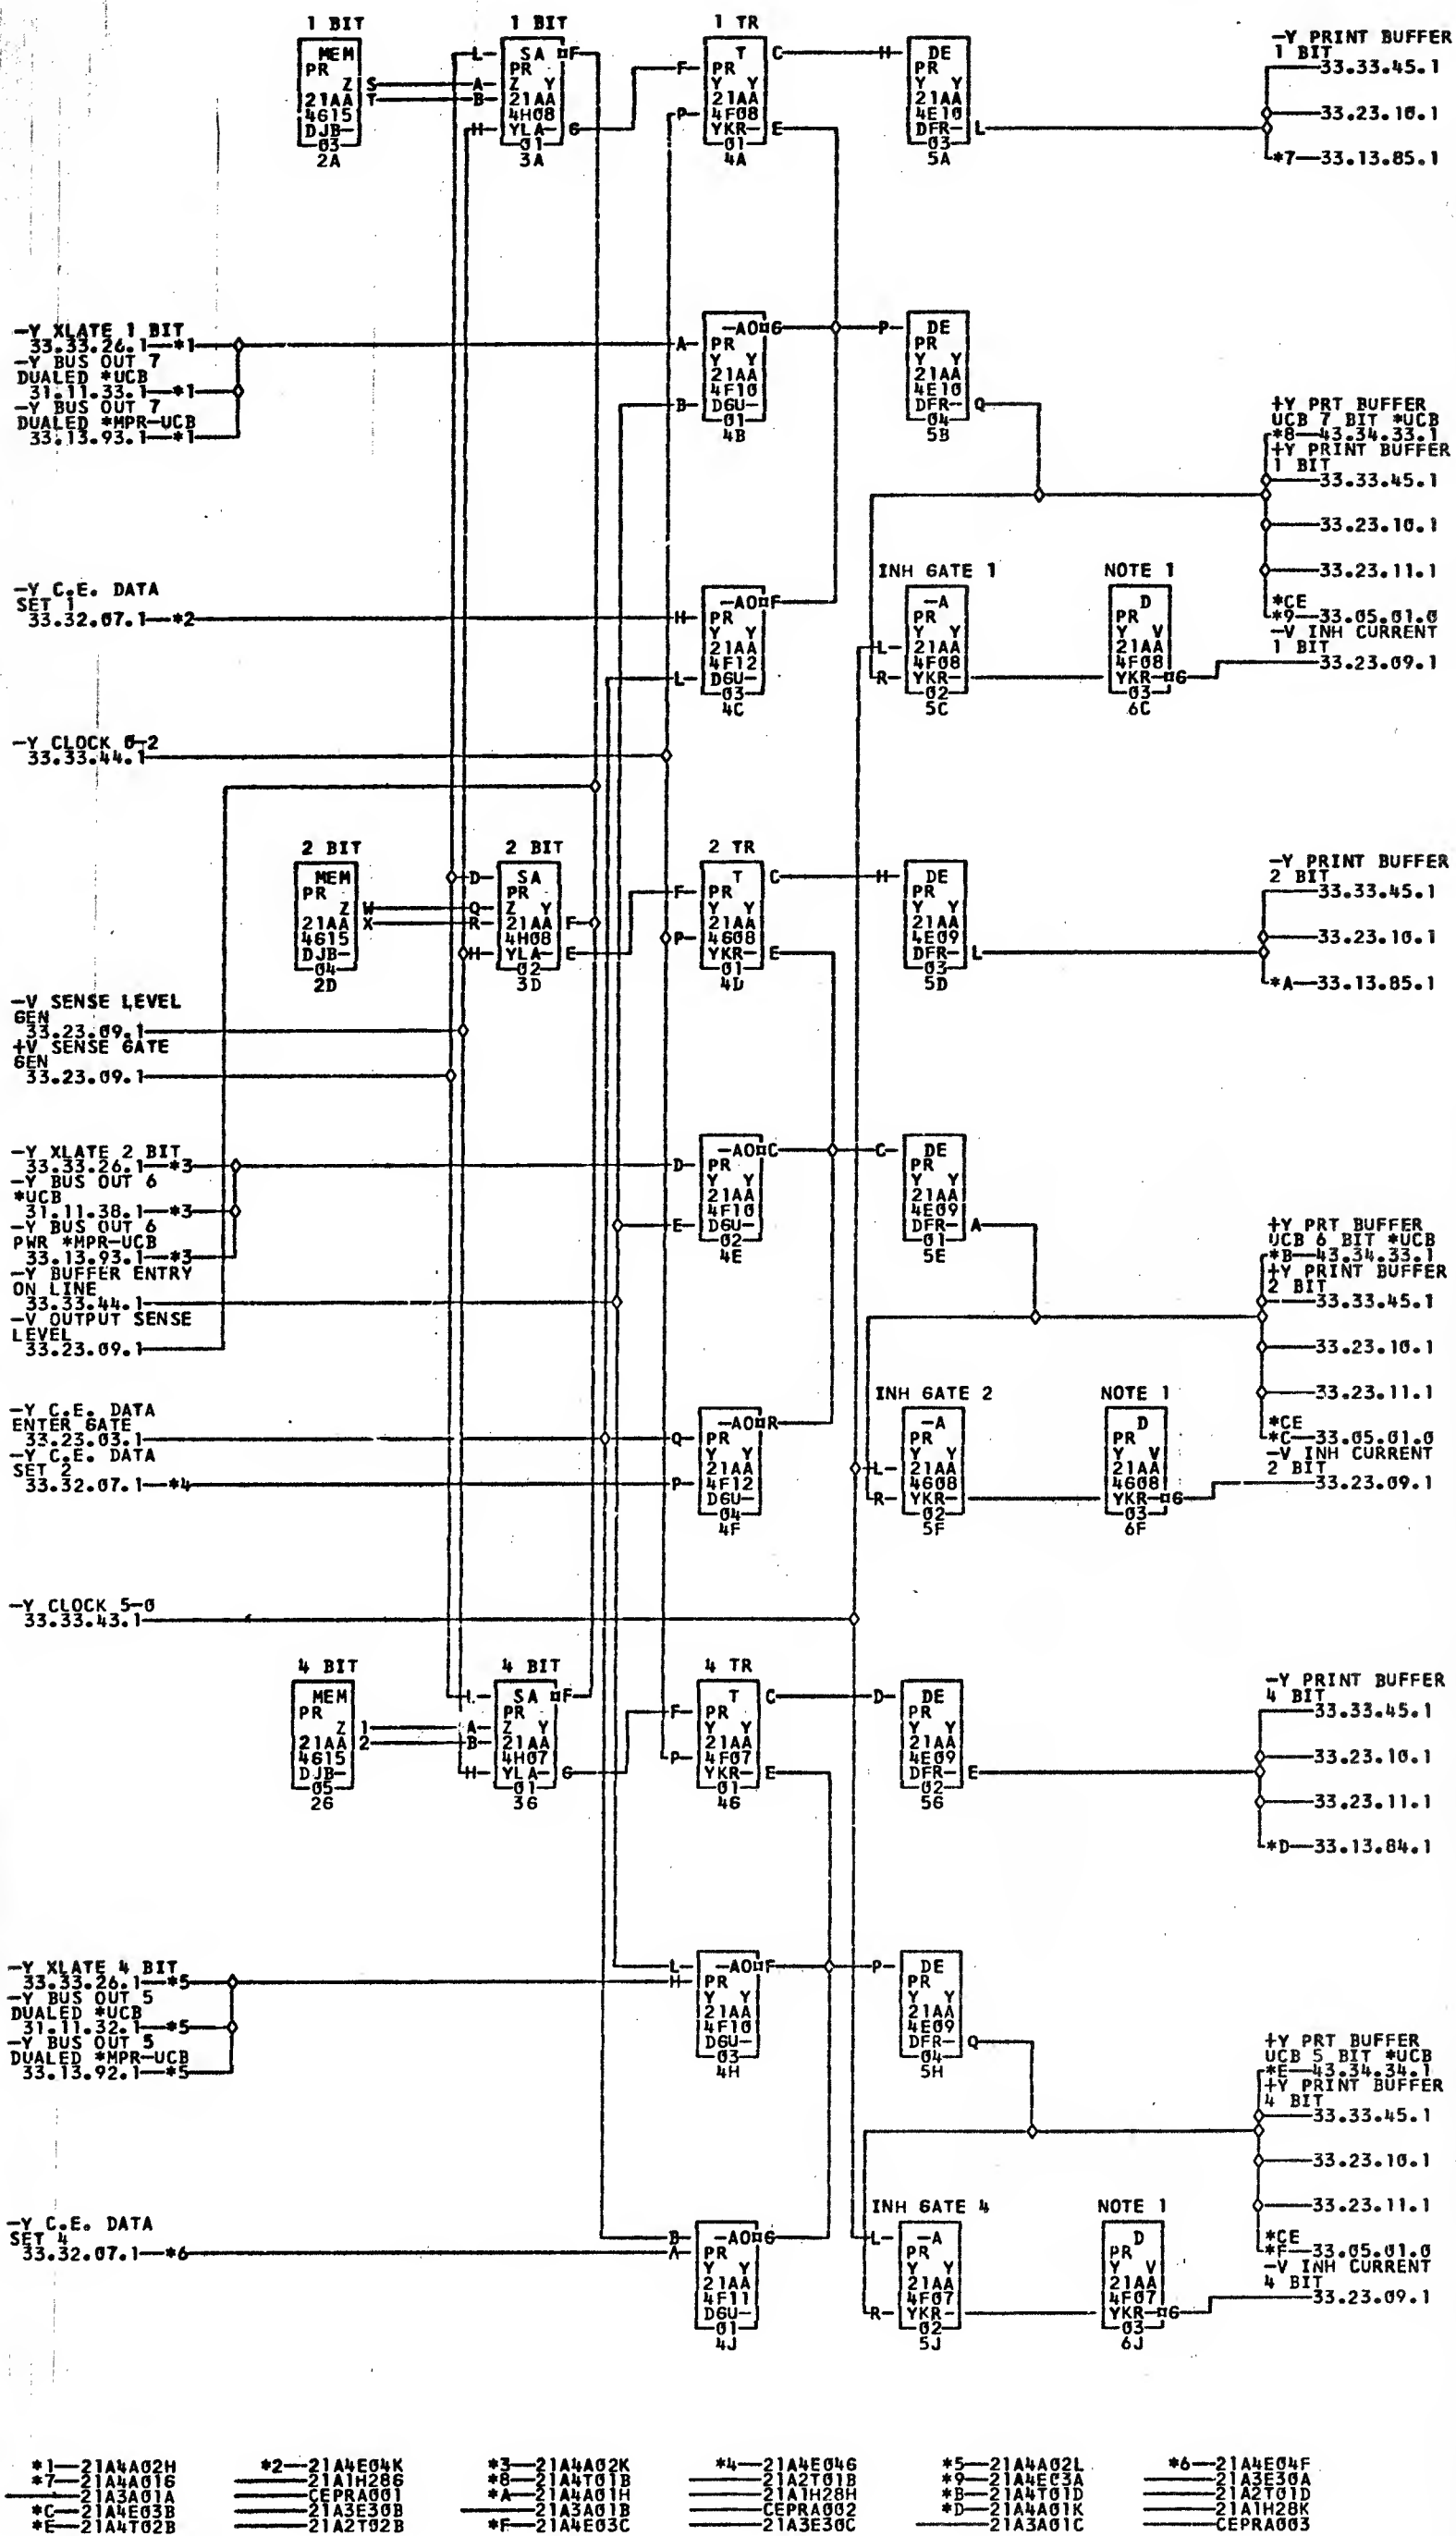 1 BIT
MEM
PR
Z S
21AA T
4G15
DJB-
03
2A
1 BIT
L- SA F
PR
A- Z Y
B- 21AA
4H08
H- YLA- G
01
3A
1 TR
T C
F- PR
Y Y
21AA
P- 4F08
YKR- E
01
4A
H- DE
PR
Y Y
21AA
4E10
DFR- L
03
5A
-Y PRINT BUFFER
1 BIT
33.33.45.1
33.23.10.1
*7-33.13.85.1
-Y XLATE 1 BIT
33.33.26.1-*1
-Y BUS OUT 7
DUALED *UCB
31.11.33.1-*1
-Y BUS OUT 7
DUALED *MPR-UCB
33.13.93.1-*1
-AO G
A- PR
Y Y
21AA
4F10
B- DGU-
01
4B
P- DE
PR
Y Y
21AA
4E10
DFR- Q
04
5B
+Y PRT BUFFER
UCB 7 BIT *UCB
*8-43.34.33.1
+Y PRINT BUFFER
1 BIT
33.33.45.1
33.23.10.1
33.23.11.1
*CE
*9-33.05.01.0
-V INH CURRENT
1 BIT
33.23.09.1
-Y C.E. DATA
SET 1
33.32.07.1-*2
-AO F
H- PR
Y Y
21AA
4F12
L- DGU-
03
4C
INH GATE 1
-A
PR
Y Y
L- 21AA
4F08
R- YKR-
02
5C
NOTE 1
D
PR
Y V
21AA
4F08
YKR- G
03
6C
-Y CLOCK 0-2
33.33.44.1
2 BIT
MEM
PR
Z W
21AA X
4G15
DJB-
04
2D
2 BIT
D- SA
PR
Q- Z Y
R- 21AA F
4H08
H- YLA- E
02
3D
2 TR
T C
F- PR
Y Y
21AA
P- 4G08
YKR- E
01
4D
H- DE
PR
Y Y
21AA
4E09
DFR- L
03
5D
-Y PRINT BUFFER
2 BIT
33.33.45.1
33.23.10.1
*A-33.13.85.1
-V SENSE LEVEL
GEN
33.23.09.1
+V SENSE GATE
GEN
33.23.09.1
-Y XLATE 2 BIT
33.33.26.1-*3
-Y BUS OUT 6
*UCB
31.11.38.1-*3
-Y BUS OUT 6
PWR *MPR-UCB
33.13.93.1-*3
-Y BUFFER ENTRY
ON LINE
33.33.44.1
-V OUTPUT SENSE
LEVEL
33.23.09.1
-AO C
D- PR
Y Y
21AA
4F10
E- DGU-
02
4E
C- DE
PR
Y Y
21AA
4E09
DFR- A
01
5E
+Y PRT BUFFER
UCB 6 BIT *UCB
*B-43.34.33.1
+Y PRINT BUFFER
2 BIT
33.33.45.1
33.23.10.1
33.23.11.1
*CE
*C-33.05.01.0
-V INH CURRENT
2 BIT
33.23.09.1
-Y C.E. DATA
ENTER GATE
33.23.03.1
-Y C.E. DATA
SET 2
33.32.07.1-*4
-AO R
Q- PR
Y Y
21AA
P- 4F12
DGU-
04
4F
INH GATE 2
-A
PR
Y Y
L- 21AA
4G08
R- YKR-
02
5F
NOTE 1
D
PR
Y V
21AA
4G08
YKR- G
03
6F
-Y CLOCK 5-0
33.33.43.1
4 BIT
MEM
PR
Z 1
21AA 2
4G15
DJB-
05
2G
4 BIT
L- SA F
PR
A- Z Y
B- 21AA
4H07
H- YLA- G
01
3G
4 TR
T C
F- PR
Y Y
21AA
P- 4F07
YKR- E
01
4G
D- DE
PR
Y Y
21AA
4E09
DFR- E
02
5G
-Y PRINT BUFFER
4 BIT
33.33.45.1
33.23.10.1
33.23.11.1
*D-33.13.84.1
-Y XLATE 4 BIT
33.33.26.1-*5
-Y BUS OUT 5
DUALED *UCB
31.11.32.1-*5
-Y BUS OUT 5
DUALED *MPR-UCB
33.13.92.1-*5
L- -AO F
H- PR
Y Y
21AA
4F10
DGU-
03
4H
P- DE
PR
Y Y
21AA
4E09
DFR- Q
04
5H
+Y PRT BUFFER
UCB 5 BIT *UCB
*E-43.34.34.1
+Y PRINT BUFFER
4 BIT
33.33.45.1
33.23.10.1
33.23.11.1
*CE
*F-33.05.01.0
-V INH CURRENT
4 BIT
33.23.09.1
-Y C.E. DATA
SET 4
33.32.07.1-*6
B- -AO G
A- PR
Y Y
21AA
4F11
DGU-
01
4J
INH GATE 4
L- -A
PR
Y Y
21AA
4F07
R- YKR-
02
5J
NOTE 1
D
PR
Y V
21AA
4F07
YKR- G
03
6J
*1-21A4A02H *2-21A4E04K *3-21A4A02K *4-21A4E04G *5-21A4A02L *6-21A4E04F
*7-21A4A01G 21A1H28G *8-21A4T01B 21A2T01B *9-21A4E03A 21A3E30A
21A3A01A CEPRA001 *A-21A4A01H 21A1H28H *B-21A4T01D 21A2T01D
*C-21A4E03B 21A3E30B 21A3A01B CEPRA002 *D-21A4A01K 21A1H28K
*E-21A4T02B 21A2T02B *F-21A4E03C 21A3E30C 21A3A01C CEPRA003